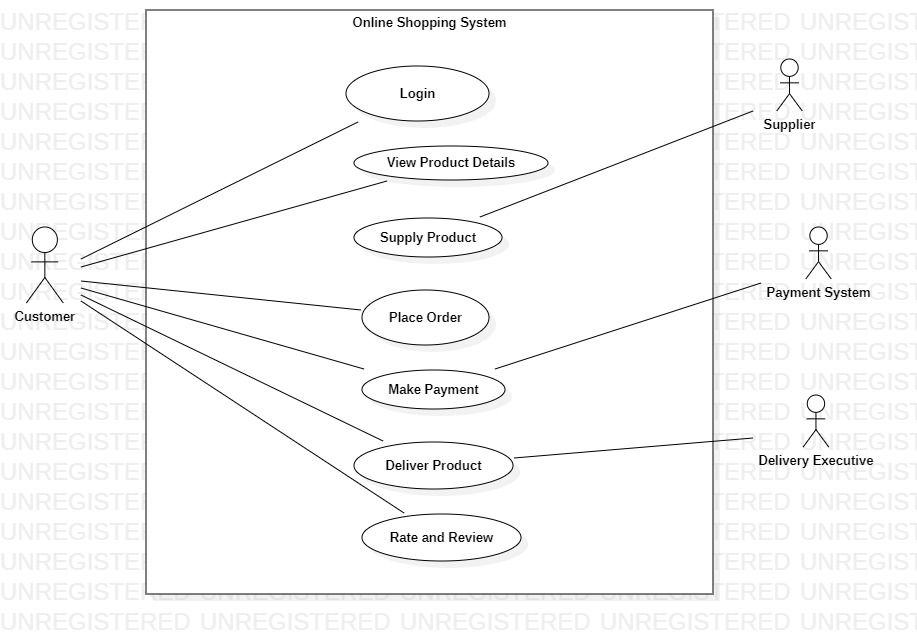 Online Shopping System
Login
Supplier
View Product Details
Supply Product
Payment System
Customer
Place Order
Make Payment
Delivery Executive
Deliver Product
Rate and Review
UNREGISTERED UNREGISTERED UNREGISTERED UNREGISTERED